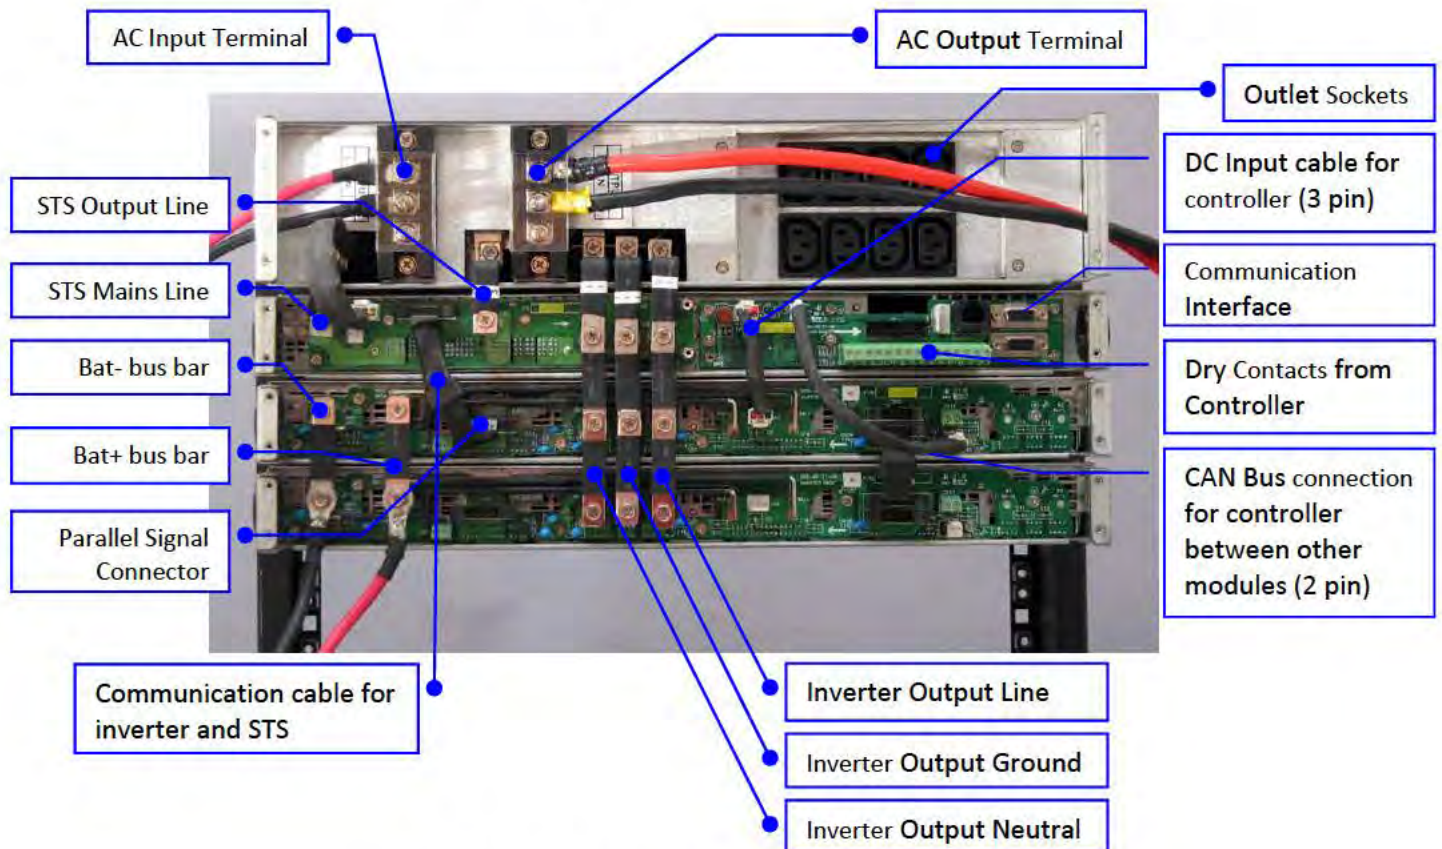 AC Input Terminal
AC Output Terminal
Outlet Sockets
DC Input cable for
controller (3 pin)
STS Output Line
Communication
Interface
STS Mains Line
Bat- bus bar
Dry Contacts from
Controller
Bat+ bus bar
CAN Bus connection
for controller
between other
modules (2 pin)
Parallel Signal
Connector
Communication cable for
inverter and STS
Inverter Output Line
Inverter Output Ground
Inverter Output Neutral